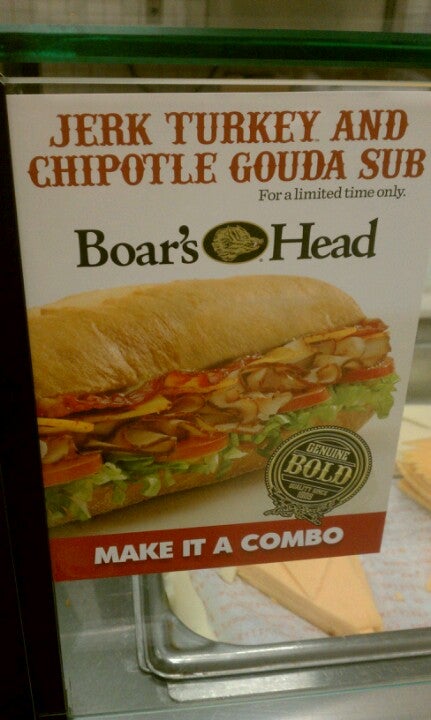 JERK TURKEY AND
CHIPOTLE GOUDA SUB
For a limited time only.
Boar's Head
GENUINE
BOLD
MAKE IT A COMBO